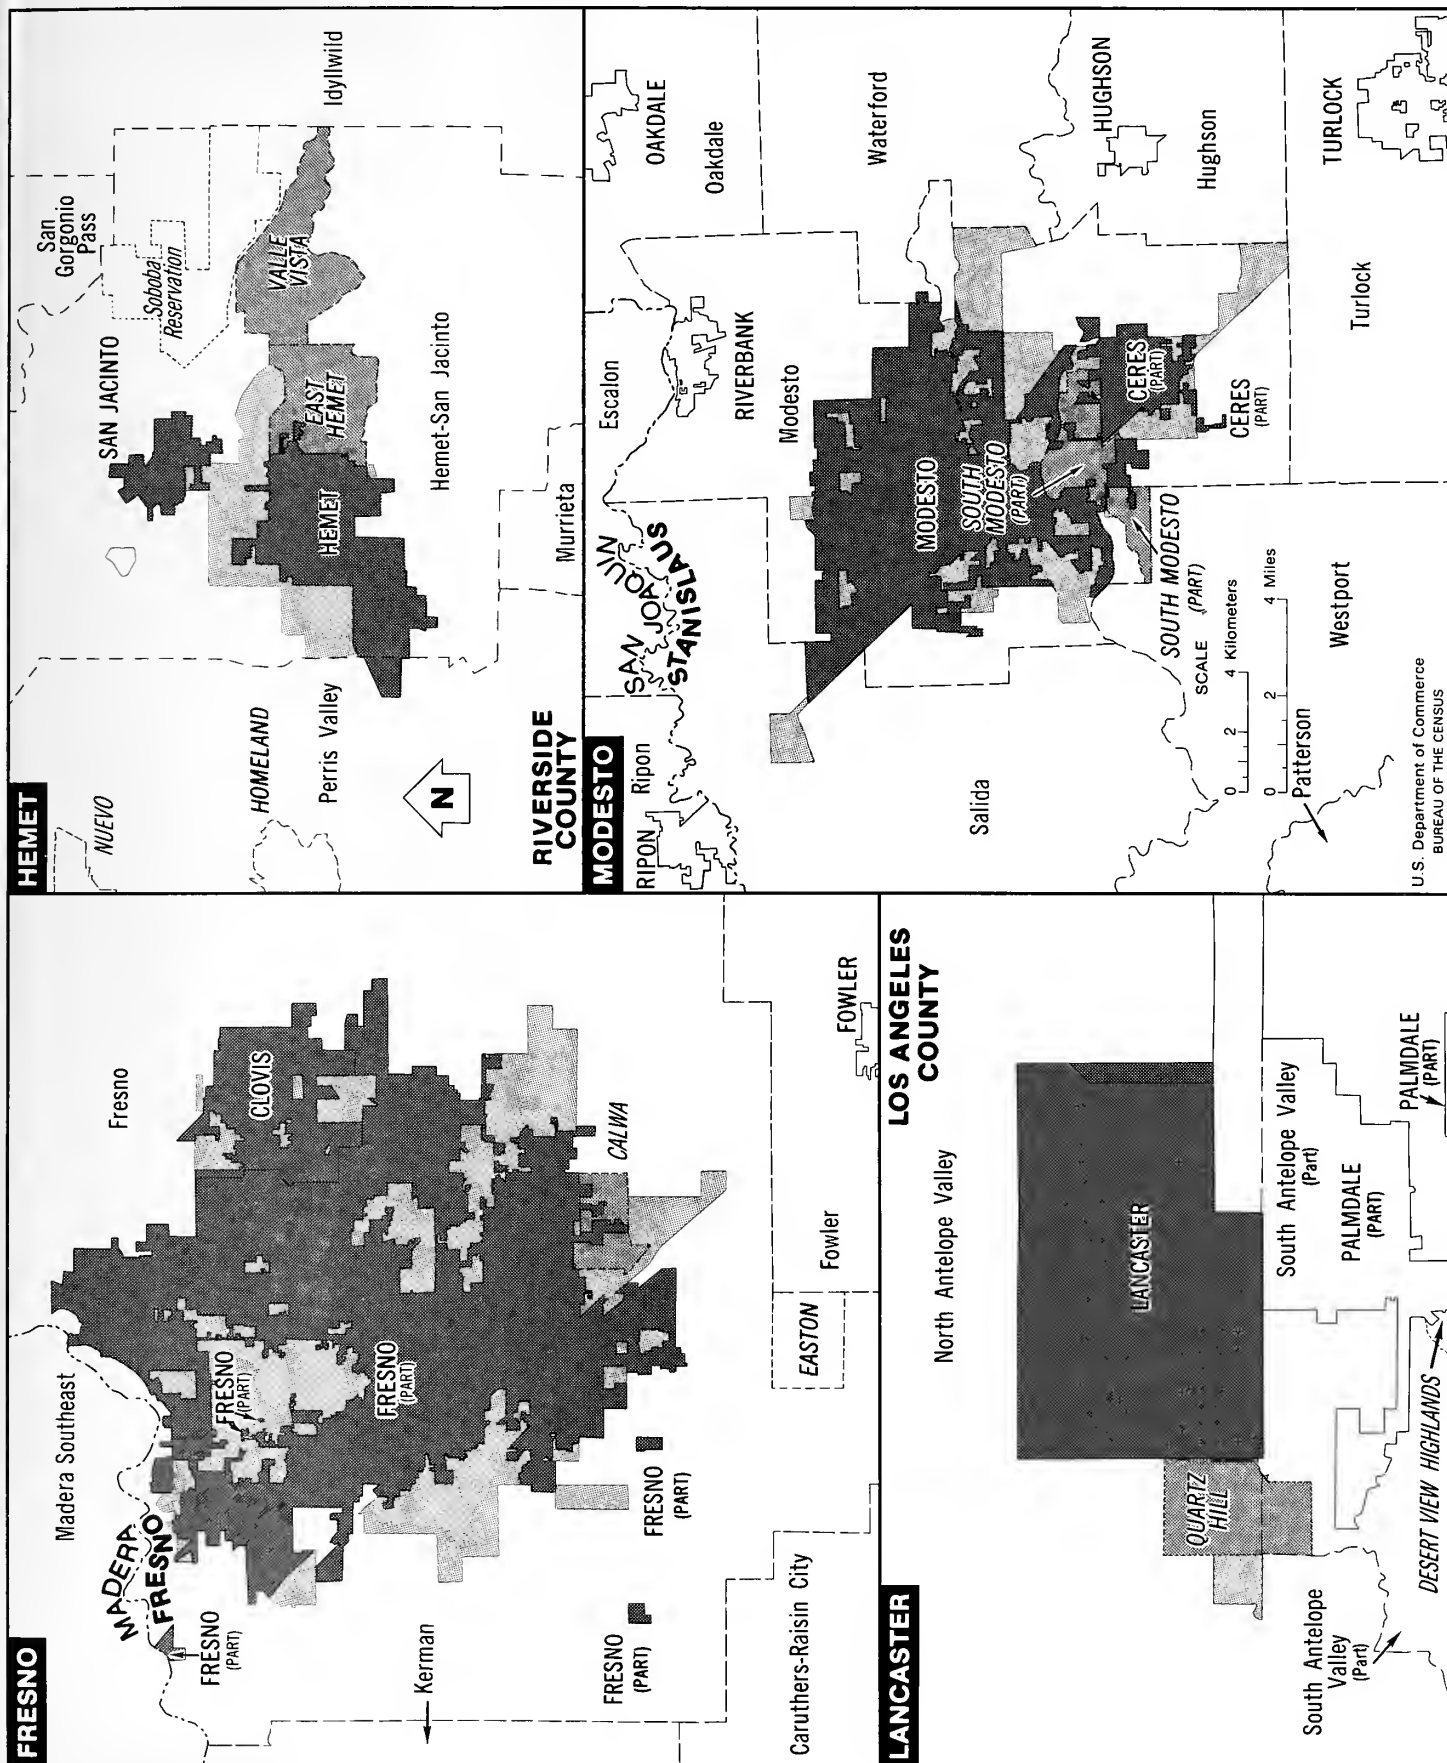 FRESNO
Madera Southeast
MADERA
FRESNO
FRESNO
(PART)
Fresno
CLOVIS
FRESNO
(PART)
FRESNO
(PART)
Kerman
CALWA
FRESNO
(PART)
FRESNO
(PART)
Caruthers-Raisin City
EASTON
Fowler
FOWLER
HEMET
NUEVO
HOMELAND
Perris Valley
N
RIVERSIDE
COUNTY
San
Gorgonio
Pass
SAN JACINTO
Soboba
Reservation
HEMET
EAST
HEMET
VALLE
VISTA
Idyllwild
Hemet-San Jacinto
Murrieta
LANCASTER
LOS ANGELES
COUNTY
North Antelope Valley
LANCASTER
QUARTZ
HILL
South Antelope Valley
(Part)
PALMDALE
(PART)
PALMDALE
(PART)
South Antelope
Valley
(Part)
DESERT VIEW HIGHLANDS
MODESTO
RIPON
Ripon
SAN JOAQUIN
STANISLAUS
Escalon
RIVERBANK
OAKDALE
Oakdale
Modesto
Waterford
MODESTO
SOUTH
MODESTO
(PART)
Salida
CERES
(PART)
HUGHSON
Hughson
SOUTH MODESTO
(PART)
CERES
(PART)
SCALE
0 2 4 Kilometers
0 2 4 Miles
Patterson
Westport
Turlock
TURLOCK
U.S. Department of Commerce
BUREAU OF THE CENSUS